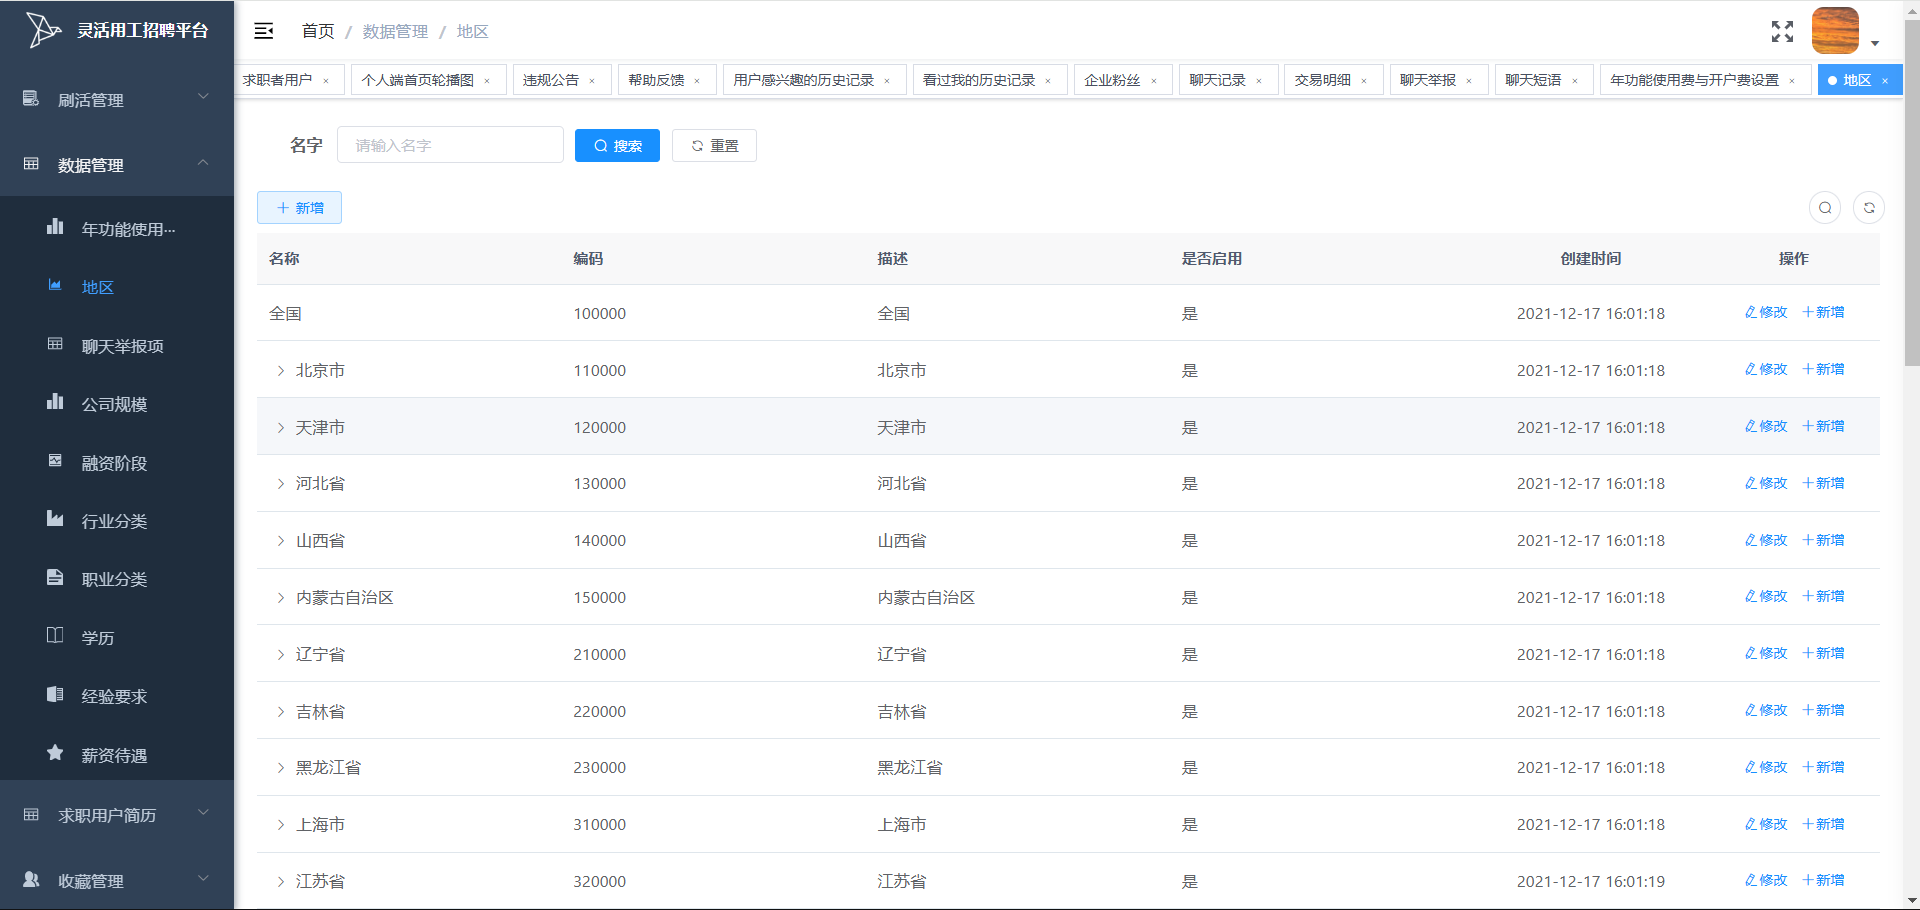 灵活用工招聘平台
刷活管理
数据管理
年功能使用···
地区
聊天举报项
公司规模
融资阶段
行业分类
职业分类
学历
经验要求
薪资待遇
求职用户简历
收藏管理
首页 / 数据管理 / 地区
求职者用户 × 个人端首页轮播图 × 违规公告 × 帮助反馈 × 用户感兴趣的历史记录 × 看过我的历史记录 × 企业粉丝 × 聊天记录 × 交易明细 × 聊天举报 × 聊天短语 × 年功能使用费与开户费设置 × 地区 ×
名字 请输入名字 搜索 重置
新增
名称 编码 描述 是否启用 创建时间 操作
全国 100000 全国 是 2021-12-17 16:01:18 修改 新增
北京市 110000 北京市 是 2021-12-17 16:01:18 修改 新增
天津市 120000 天津市 是 2021-12-17 16:01:18 修改 新增
河北省 130000 河北省 是 2021-12-17 16:01:18 修改 新增
山西省 140000 山西省 是 2021-12-17 16:01:18 修改 新增
内蒙古自治区 150000 内蒙古自治区 是 2021-12-17 16:01:18 修改 新增
辽宁省 210000 辽宁省 是 2021-12-17 16:01:18 修改 新增
吉林省 220000 吉林省 是 2021-12-17 16:01:18 修改 新增
黑龙江省 230000 黑龙江省 是 2021-12-17 16:01:18 修改 新增
上海市 310000 上海市 是 2021-12-17 16:01:18 修改 新增
江苏省 320000 江苏省 是 2021-12-17 16:01:19 修改 新增